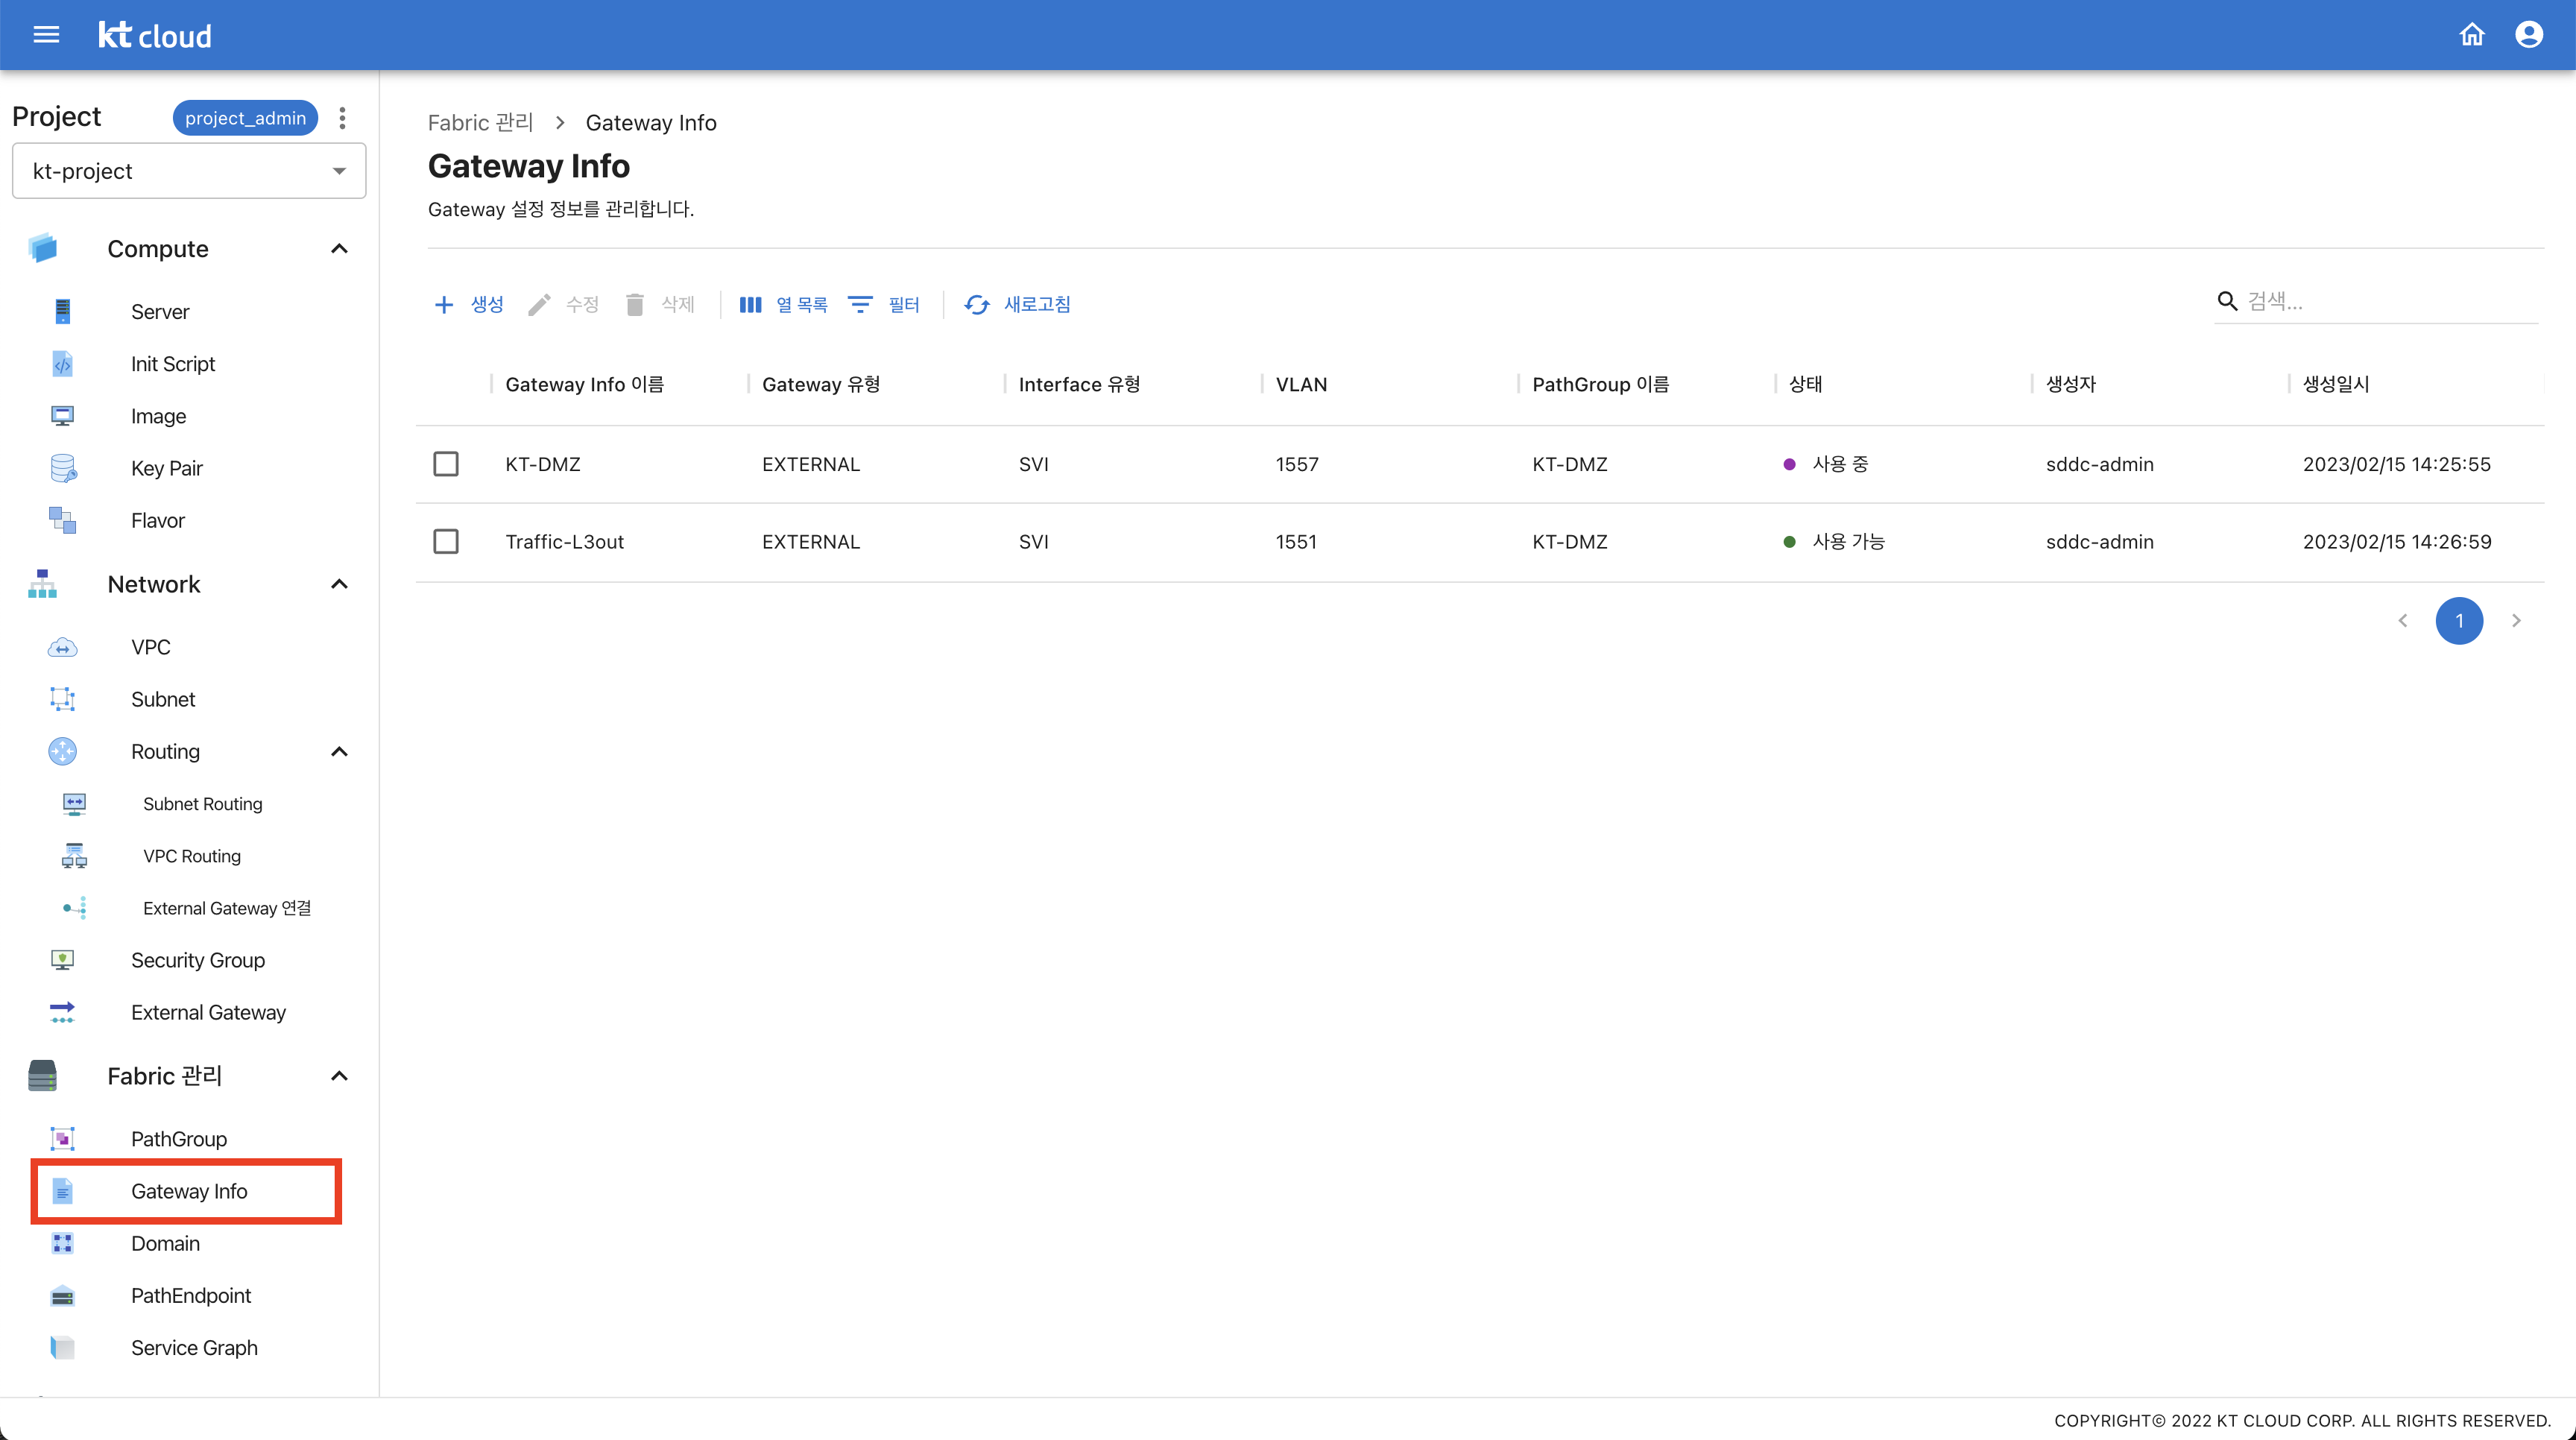 kt cloud
Project
project_admin
kt-project
Compute
Server
Init Script
Image
Key Pair
Flavor
Network
VPC
Subnet
Routing
Subnet Routing
VPC Routing
External Gateway 연결
Security Group
External Gateway
Fabric 관리
PathGroup
Gateway Info
Domain
PathEndpoint
Service Graph
Fabric 관리 > Gateway Info
Gateway Info
Gateway 설정 정보를 관리합니다.
생성 수정 삭제 열 목록 필터 새로고침 검색...
Gateway Info 이름 Gateway 유형 Interface 유형 VLAN PathGroup 이름 상태 생성자 생성일시
KT-DMZ EXTERNAL SVI 1557 KT-DMZ 사용 중 sddc-admin 2023/02/15 14:25:55
Traffic-L3out EXTERNAL SVI 1551 KT-DMZ 사용 가능 sddc-admin 2023/02/15 14:26:59
1
COPYRIGHT© 2022 KT CLOUD CORP. ALL RIGHTS RESERVED.